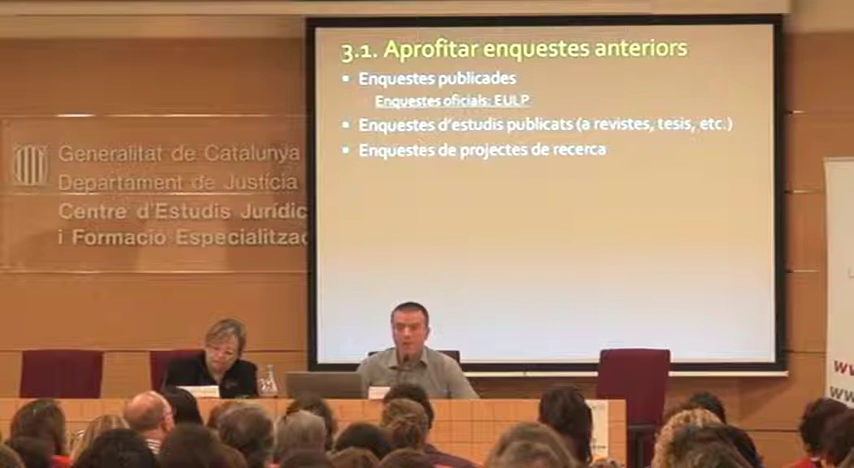 3.1. Aprofitar enquestes anteriors
Enquestes publicades
Enquestes oficials: EULP
Enquestes d'estudis publicats (a revistes, tesis, etc.)
Enquestes de projectes de recerca
Generalitat de Catalunya
Departament de Justícia
Centre d'Estudis Jurídic
i Formació Especialitzac